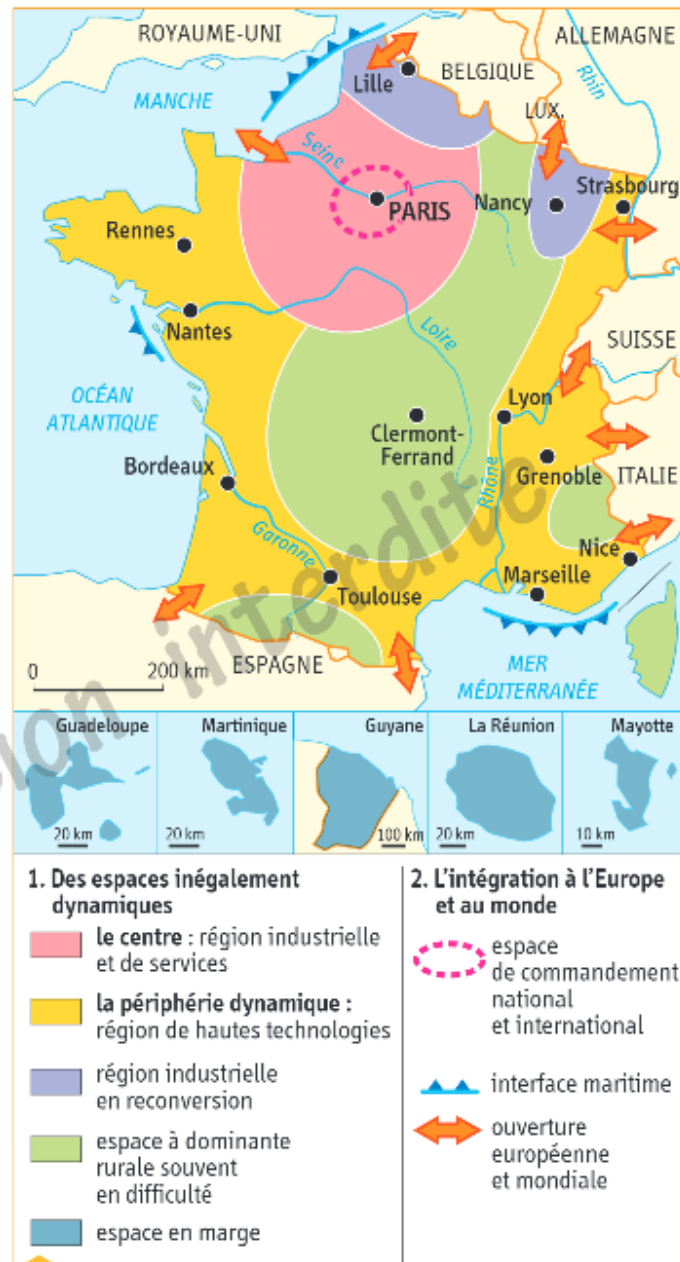 ROYAUME-UNI
ALLEMAGNE
Lille
BELGIQUE
Rhin
MANCHE
LUX.
Seine
PARIS
Nancy
Strasbourg
Rennes
Nantes
Loire
SUISSE
OCÉAN
ATLANTIQUE
Lyon
Clermont-
Ferrand
Bordeaux
Rhône
Grenoble
ITALIE
Garonne
Nice
Toulouse
Marseille
0 200 km
ESPAGNE
MER
MÉDITERRANÉE
interdite
Guadeloupe
20 km
Martinique
20 km
Guyane
100 km
La Réunion
20 km
Mayotte
10 km
1. Des espaces inégalement
dynamiques
le centre : région industrielle
et de services
la périphérie dynamique :
région de hautes technologies
région industrielle
en reconversion
espace à dominante
rurale souvent
en difficulté
espace en marge
2. L'intégration à l'Europe
et au monde
espace
de commandement
national
et international
interface maritime
ouverture
européenne
et mondiale